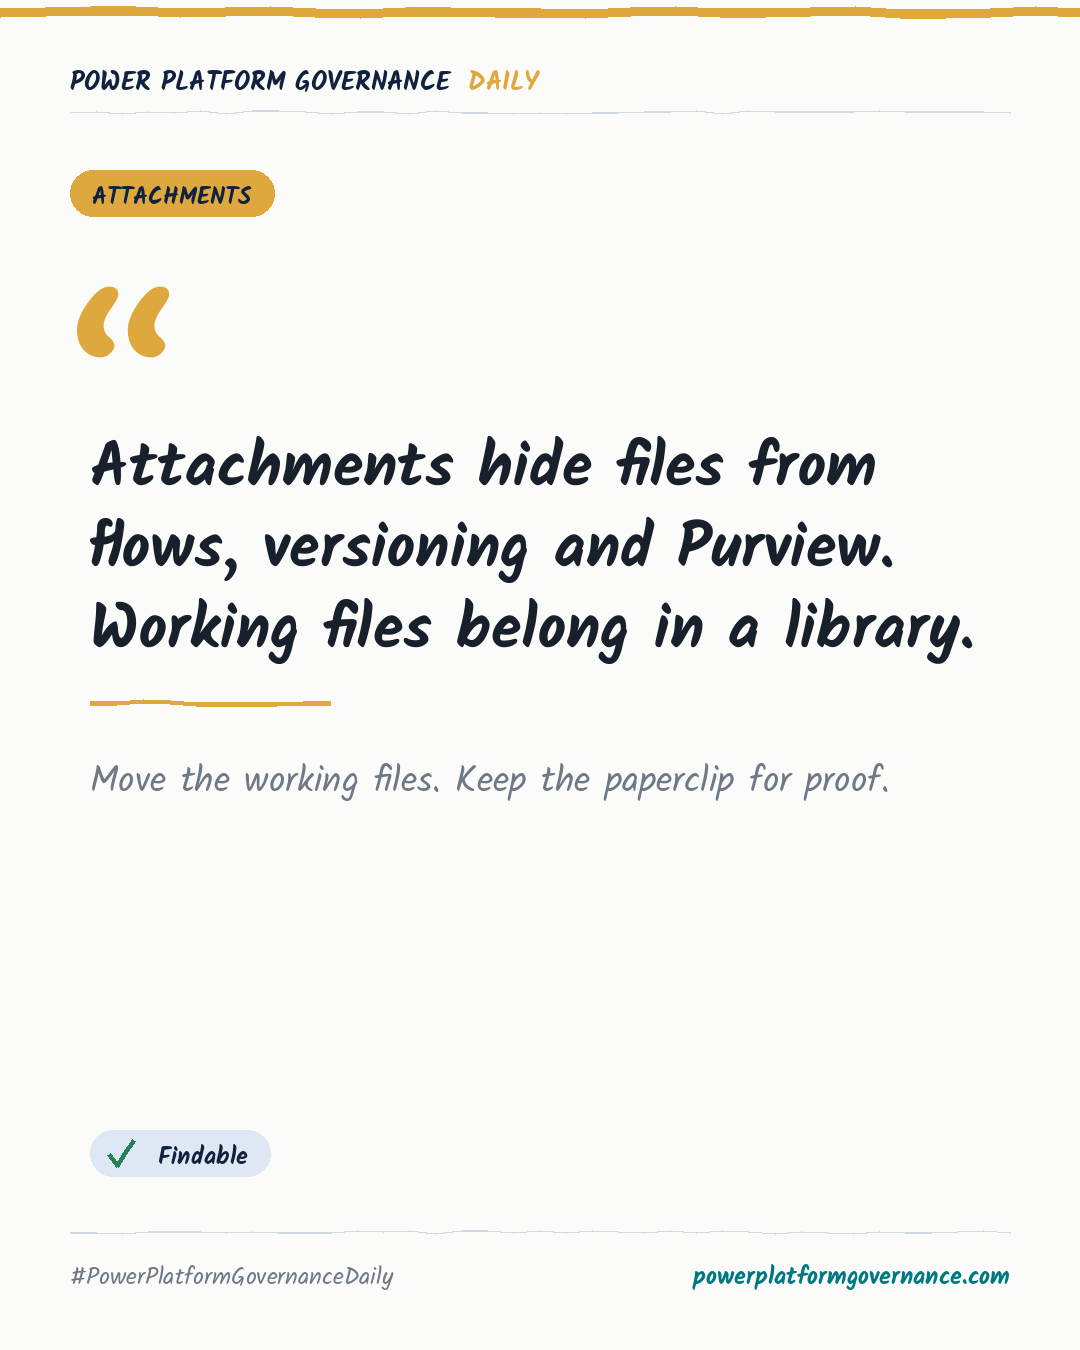 POWER PLATFORM GOVERNANCE DAILY
ATTACHMENTS
“
Attachments hide files from
flows, versioning and Purview.
Working files belong in a library.
Move the working files. Keep the paperclip for proof.
✓ Findable
#PowerPlatformGovernanceDaily
powerplatformgovernance.com